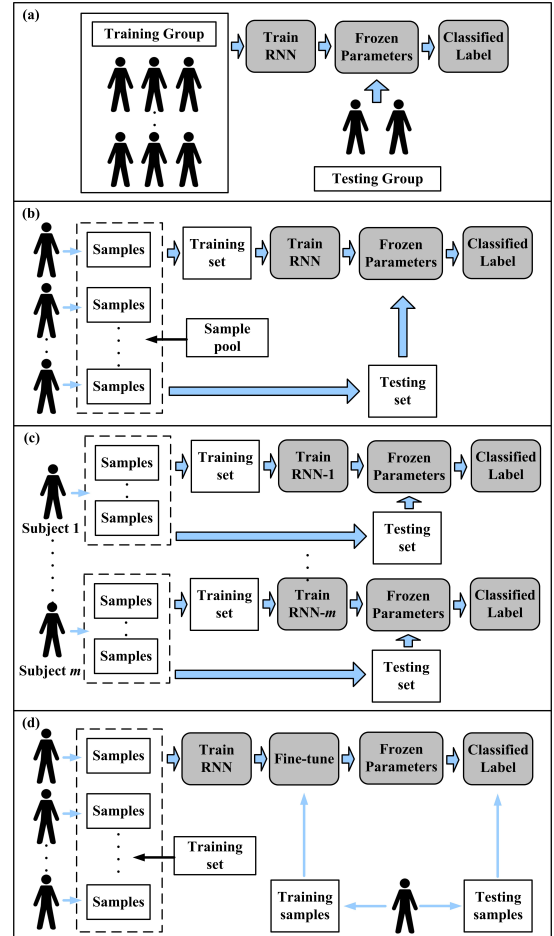 (a)
Training Group
Train
RNN
Frozen
Parameters
Classified
Label
Testing Group
(b)
Samples
Training
set
Train
RNN
Frozen
Parameters
Classified
Label
Samples
Sample
pool
Samples
Testing
set
(c)
Samples
Training
set
Train
RNN-1
Frozen
Parameters
Classified
Label
Subject 1
Samples
Testing
set
Samples
Training
set
Train
RNN-m
Frozen
Parameters
Classified
Label
Subject m
Samples
Testing
set
(d)
Samples
Train
RNN
Fine-tune
Frozen
Parameters
Classified
Label
Samples
Training
set
Samples
Training
samples
Testing
samples